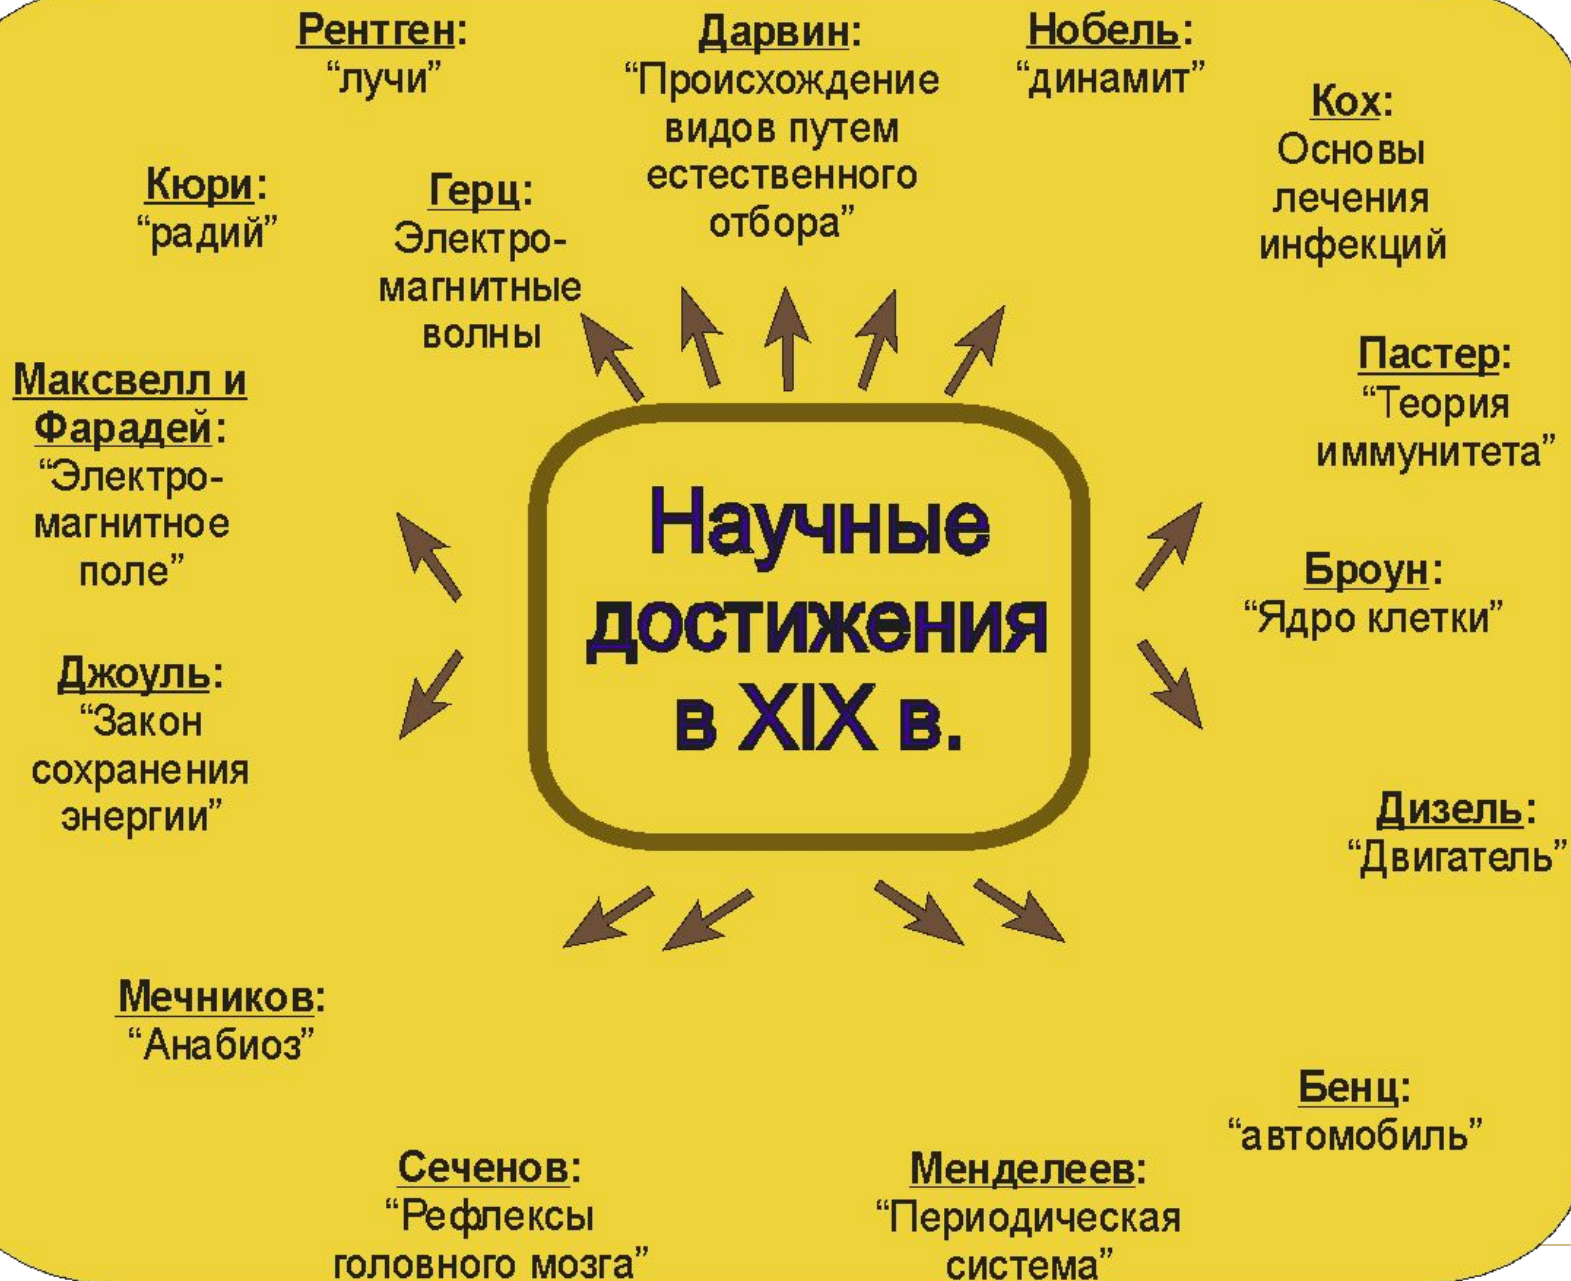 Рентген:
“лучи”
Дарвин:
“Происхождение
видов путем
естественного
отбора”
Нобель:
“динамит”
Кох:
Основы
лечения
инфекций
Кюри:
“радий”
Герц:
Электро-
магнитные
волны
Пастер:
“Теория
иммунитета”
Максвелл и
Фарадей:
“Электро-
магнитное
поле”
Научные
достижения
в XIX в.
Броун:
“Ядро клетки”
Джоуль:
“Закон
сохранения
энергии”
Дизель:
“Двигатель”
Мечников:
“Анабиоз”
Бенц:
“автомобиль”
Сеченов:
“Рефлексы
головного мозга”
Менделеев:
“Периодическая
система”